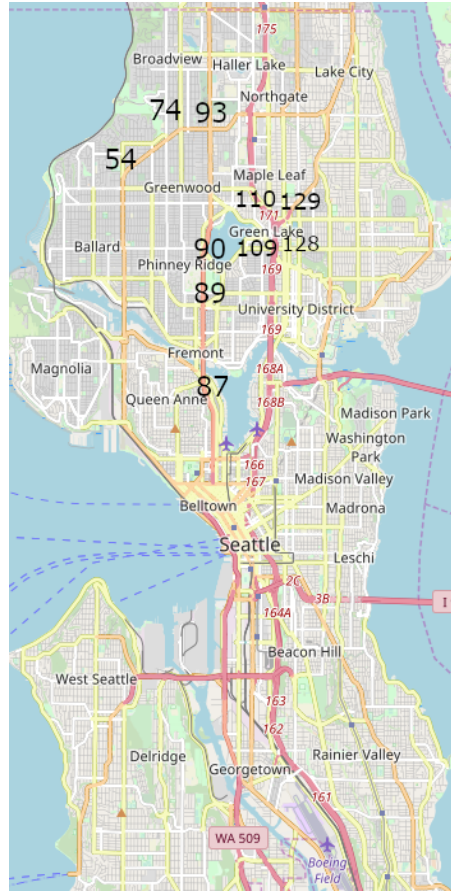 175
Broadview
Haller Lake
Lake City
Northgate
74 93
54
Maple Leaf
Greenwood
110 129
171
Green Lake
Ballard
90 109 128
Phinney Ridge
169
89
University District
169
Fremont
Magnolia
168A
87
Queen Anne
168B
Madison Park
Washington
Park
166
Madison Valley
167
Belltown
Madrona
Seattle
Leschi
2C
3B
I
164A
Beacon Hill
West Seattle
163
162
Delridge
Rainier Valley
Georgetown
161
WA 509
Boeing
Field